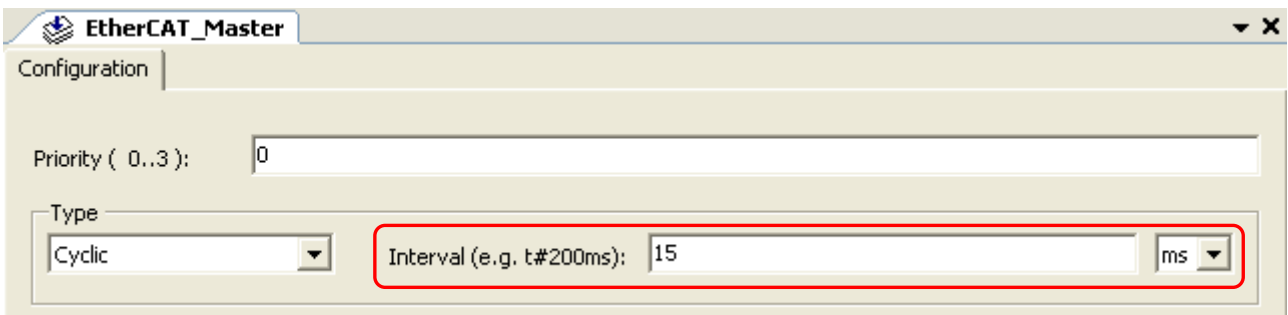 EtherCAT_Master
Configuration
Priority ( 0..3 ): 0
Type
Cyclic Interval (e.g. t#200ms): 15 ms